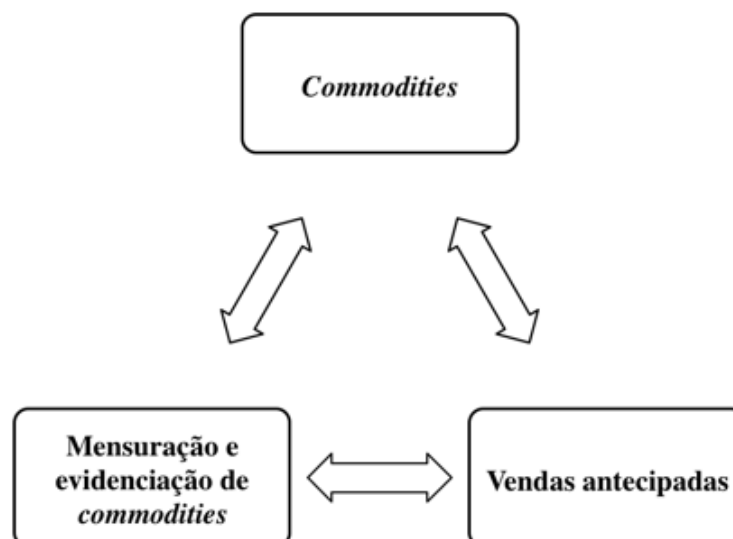 Commodities
Mensuração e
evidenciação de
commodities
Vendas antecipadas